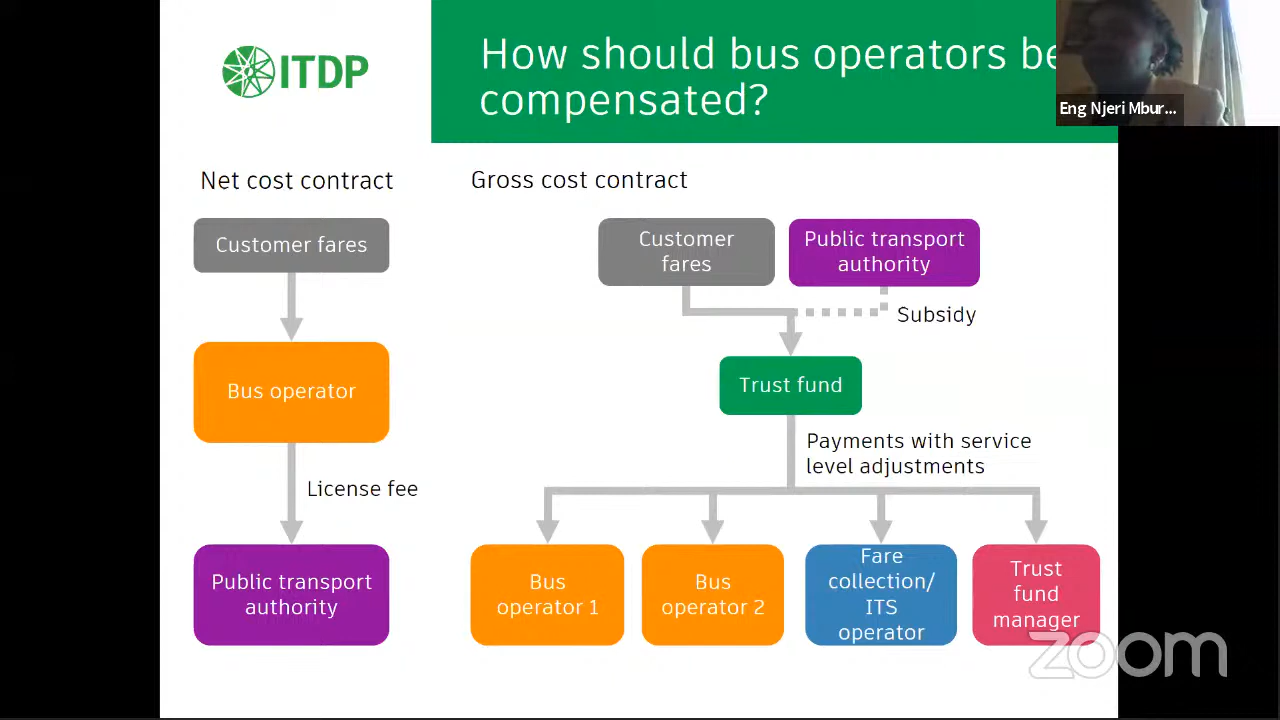 ITDP
How should bus operators be
compensated?
Eng Njeri Mbur...
Net cost contract
Customer fares
Bus operator
License fee
Public transport
authority
Gross cost contract
Customer
fares
Public transport
authority
Subsidy
Trust fund
Payments with service
level adjustments
Bus
operator 1
Bus
operator 2
Fare
collection/
ITS
operator
Trust
fund
manager
zoom